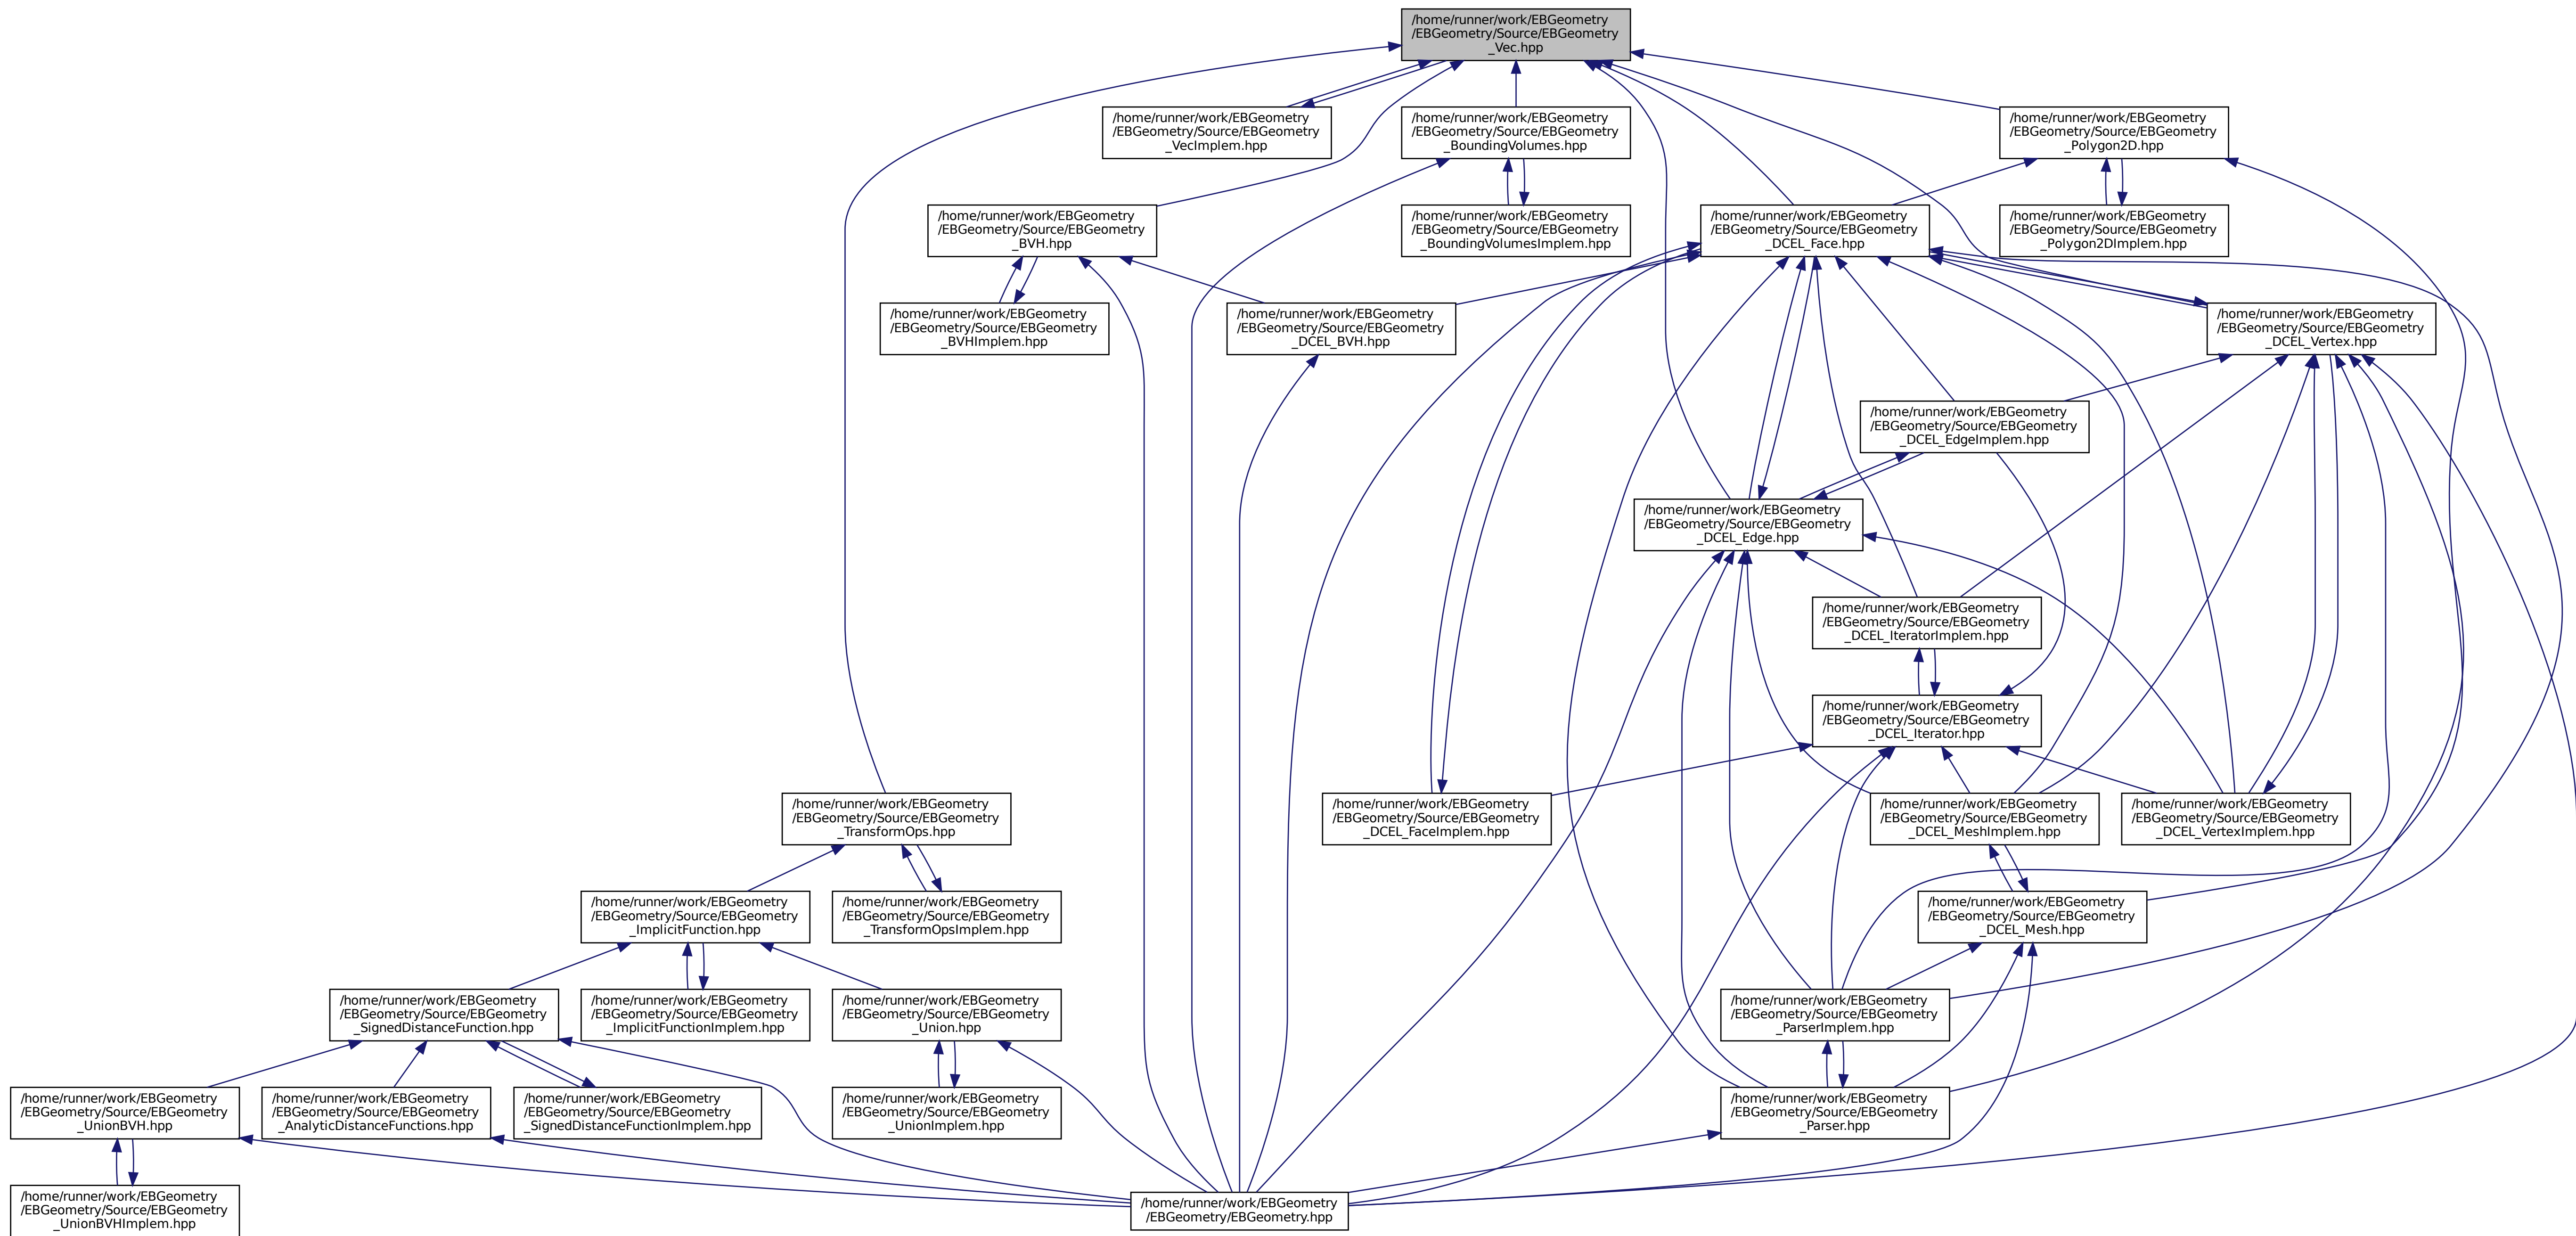 /home/runner/work/EBGeometry
/EBGeometry/Source/EBGeometry
_Vec.hpp
/home/runner/work/EBGeometry
/EBGeometry/Source/EBGeometry
_VecImplem.hpp
/home/runner/work/EBGeometry
/EBGeometry/Source/EBGeometry
_BoundingVolumes.hpp
/home/runner/work/EBGeometry
/EBGeometry/Source/EBGeometry
_Polygon2D.hpp
/home/runner/work/EBGeometry
/EBGeometry/Source/EBGeometry
_BVH.hpp
/home/runner/work/EBGeometry
/EBGeometry/Source/EBGeometry
_BoundingVolumesImplem.hpp
/home/runner/work/EBGeometry
/EBGeometry/Source/EBGeometry
_DCEL_Face.hpp
/home/runner/work/EBGeometry
/EBGeometry/Source/EBGeometry
_Polygon2DImplem.hpp
/home/runner/work/EBGeometry
/EBGeometry/Source/EBGeometry
_BVHImplem.hpp
/home/runner/work/EBGeometry
/EBGeometry/Source/EBGeometry
_DCEL_BVH.hpp
/home/runner/work/EBGeometry
/EBGeometry/Source/EBGeometry
_DCEL_Vertex.hpp
/home/runner/work/EBGeometry
/EBGeometry/Source/EBGeometry
_DCEL_EdgeImplem.hpp
/home/runner/work/EBGeometry
/EBGeometry/Source/EBGeometry
_DCEL_Edge.hpp
/home/runner/work/EBGeometry
/EBGeometry/Source/EBGeometry
_DCEL_IteratorImplem.hpp
/home/runner/work/EBGeometry
/EBGeometry/Source/EBGeometry
_DCEL_Iterator.hpp
/home/runner/work/EBGeometry
/EBGeometry/Source/EBGeometry
_TransformOps.hpp
/home/runner/work/EBGeometry
/EBGeometry/Source/EBGeometry
_DCEL_FaceImplem.hpp
/home/runner/work/EBGeometry
/EBGeometry/Source/EBGeometry
_DCEL_MeshImplem.hpp
/home/runner/work/EBGeometry
/EBGeometry/Source/EBGeometry
_DCEL_VertexImplem.hpp
/home/runner/work/EBGeometry
/EBGeometry/Source/EBGeometry
_ImplicitFunction.hpp
/home/runner/work/EBGeometry
/EBGeometry/Source/EBGeometry
_TransformOpsImplem.hpp
/home/runner/work/EBGeometry
/EBGeometry/Source/EBGeometry
_DCEL_Mesh.hpp
/home/runner/work/EBGeometry
/EBGeometry/Source/EBGeometry
_SignedDistanceFunction.hpp
/home/runner/work/EBGeometry
/EBGeometry/Source/EBGeometry
_ImplicitFunctionImplem.hpp
/home/runner/work/EBGeometry
/EBGeometry/Source/EBGeometry
_Union.hpp
/home/runner/work/EBGeometry
/EBGeometry/Source/EBGeometry
_ParserImplem.hpp
/home/runner/work/EBGeometry
/EBGeometry/Source/EBGeometry
_UnionBVH.hpp
/home/runner/work/EBGeometry
/EBGeometry/Source/EBGeometry
_AnalyticDistanceFunctions.hpp
/home/runner/work/EBGeometry
/EBGeometry/Source/EBGeometry
_SignedDistanceFunctionImplem.hpp
/home/runner/work/EBGeometry
/EBGeometry/Source/EBGeometry
_UnionImplem.hpp
/home/runner/work/EBGeometry
/EBGeometry/Source/EBGeometry
_Parser.hpp
/home/runner/work/EBGeometry
/EBGeometry/Source/EBGeometry
_UnionBVHImplem.hpp
/home/runner/work/EBGeometry
/EBGeometry/EBGeometry.hpp